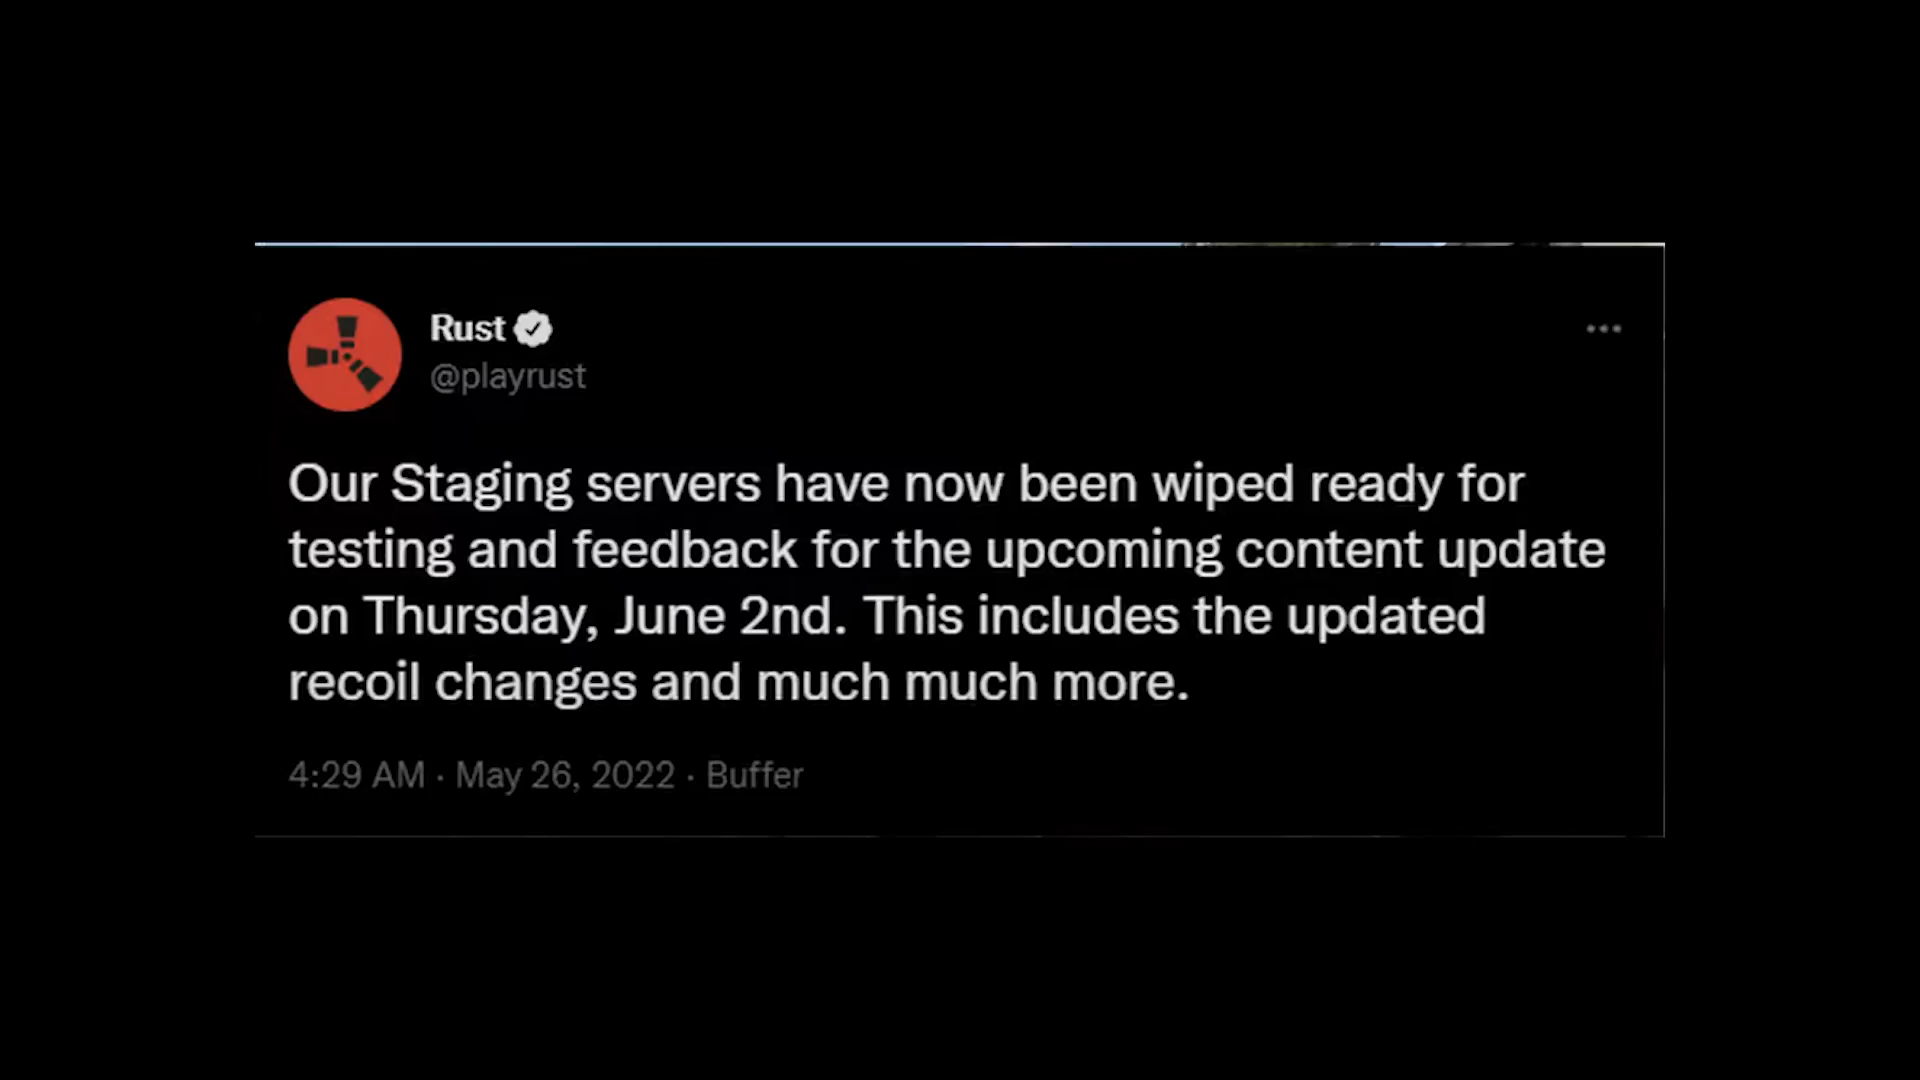 Rust
@playrust
Our Staging servers have now been wiped ready for
testing and feedback for the upcoming content update
on Thursday, June 2nd. This includes the updated
recoil changes and much much more.
4:29 AM · May 26, 2022 · Buffer